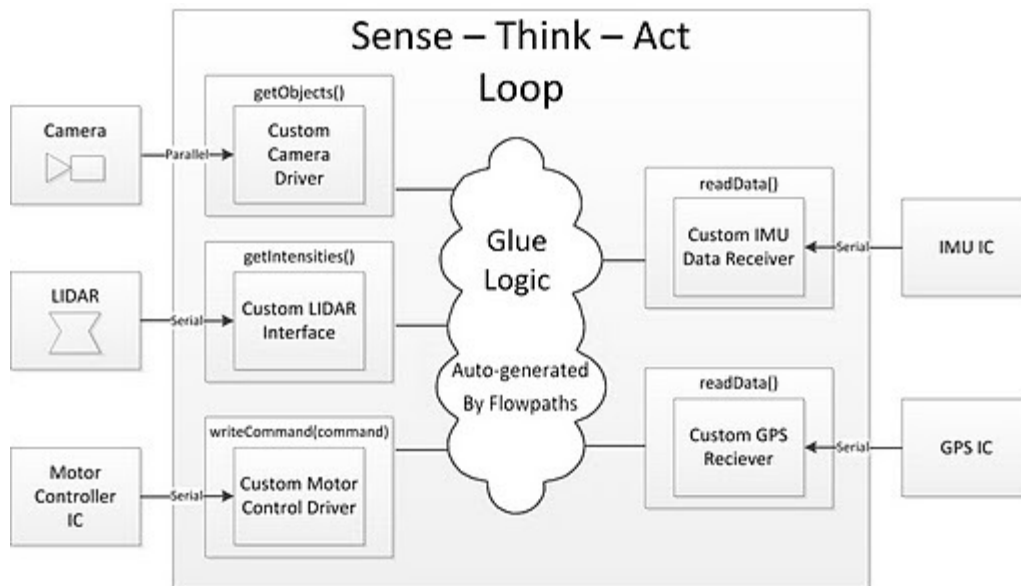 Sense – Think – Act
Loop
getObjects()
Camera
Custom
Camera
Driver
Parallel
getIntensities()
LIDAR
Custom LIDAR
Interface
Serial
writeCommand(command)
Motor
Controller
IC
Custom Motor
Control Driver
Serial
Glue
Logic
Auto-generated
By Flowpaths
readData()
Custom IMU
Data Receiver
Serial
IMU IC
readData()
Custom GPS
Reciever
Serial
GPS IC